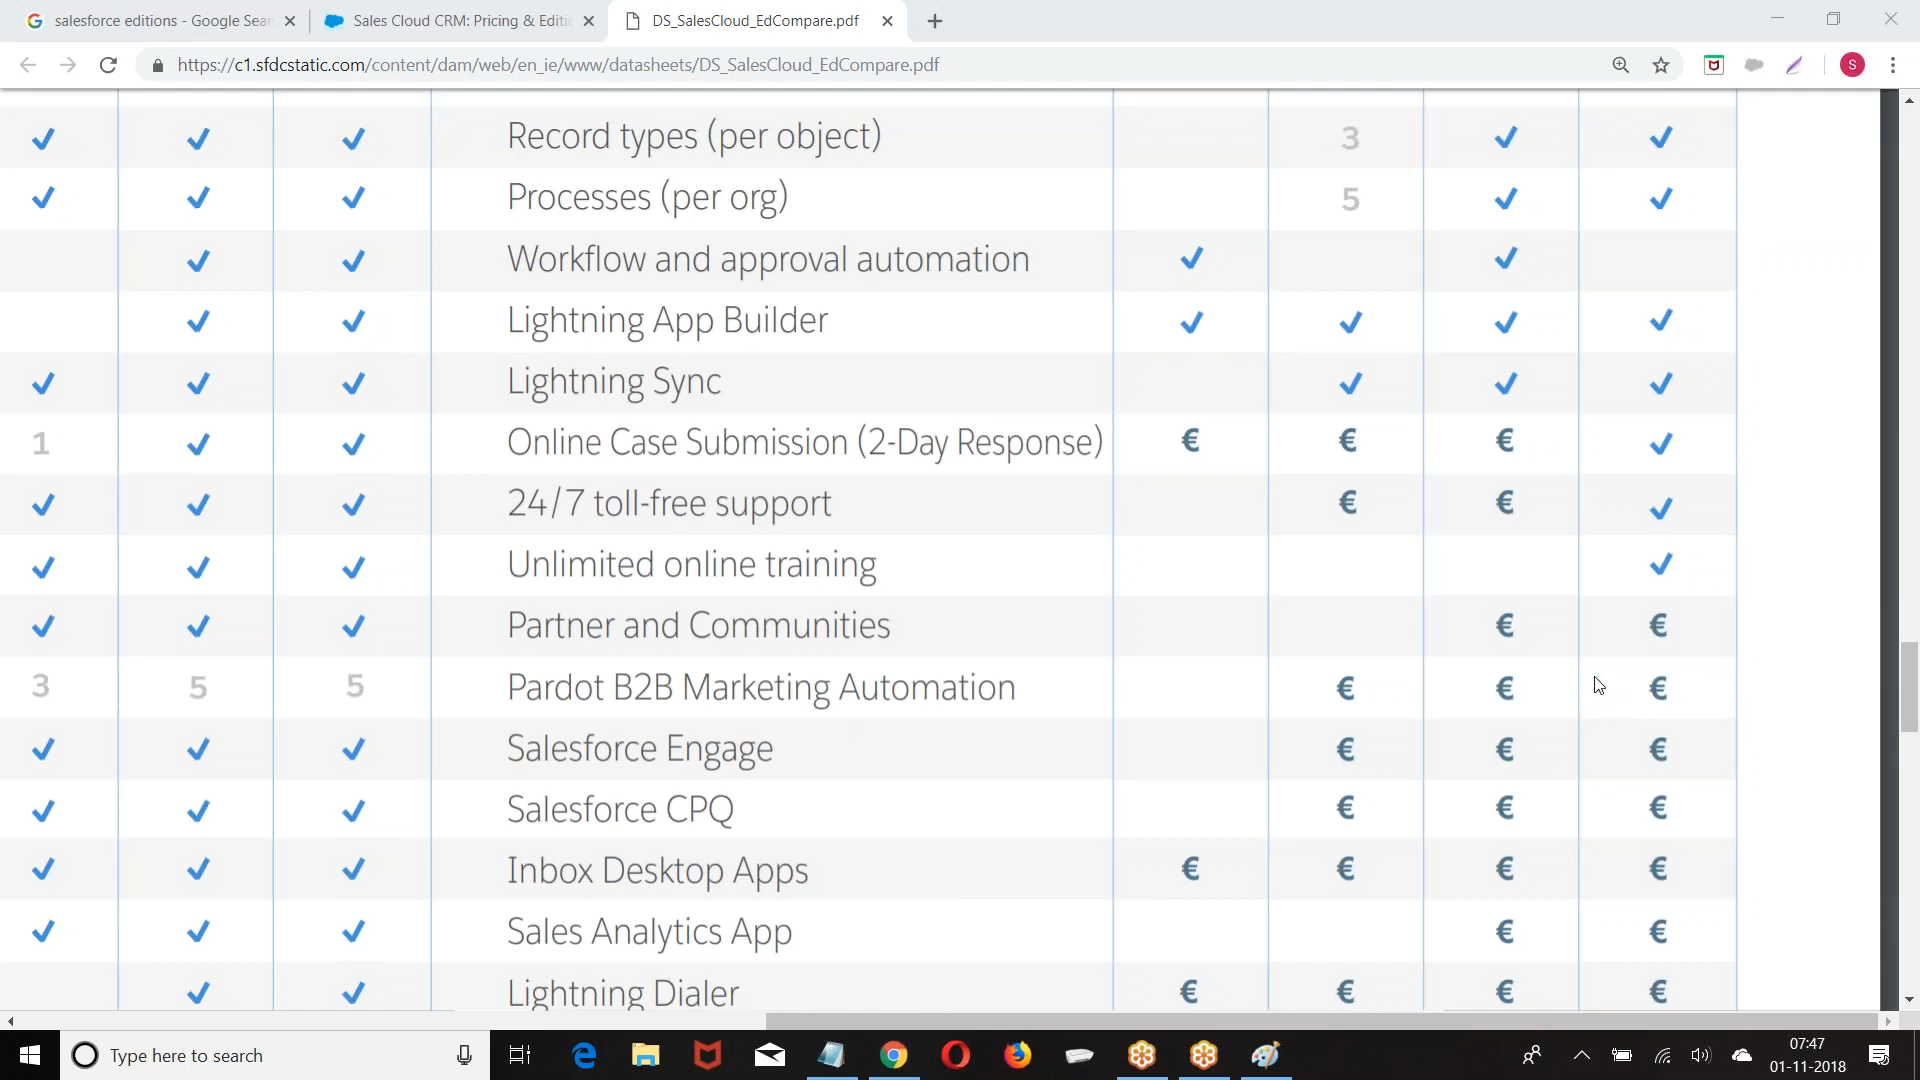 salesforce editions - Google Sear
Sales Cloud CRM: Pricing & Editi
DS_SalesCloud_EdCompare.pdf
https://c1.sfdcstatic.com/content/dam/web/en_ie/www/datasheets/DS_SalesCloud_EdCompare.pdf
S
Record types (per object) 3
Processes (per org) 5
Workflow and approval automation
Lightning App Builder
Lightning Sync
1 Online Case Submission (2-Day Response) € € €
24/7 toll-free support € €
Unlimited online training
Partner and Communities € €
3 5 5 Pardot B2B Marketing Automation € € €
Salesforce Engage € € €
Salesforce CPQ € € €
Inbox Desktop Apps € € € €
Sales Analytics App € €
Lightning Dialer € € € €
Type here to search
07:47
01-11-2018